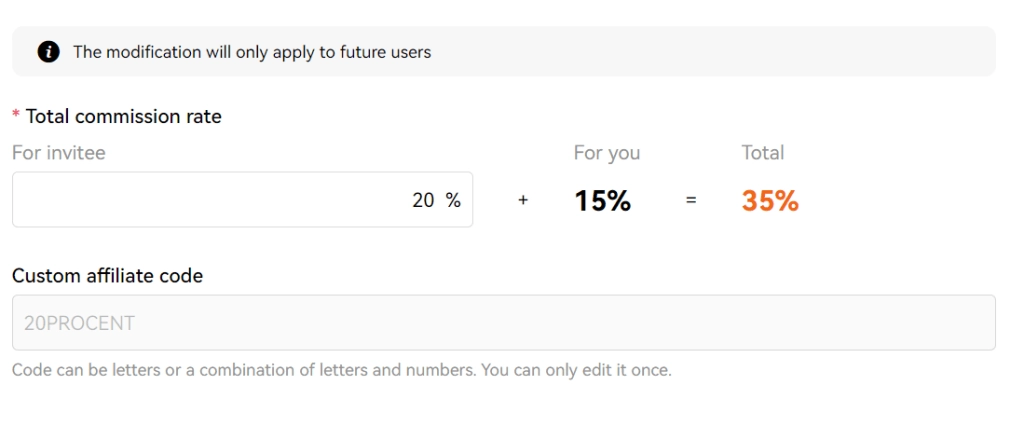 The modification will only apply to future users
* Total commission rate
For invitee For you Total
20 % + 15% = 35%
Custom affiliate code
20PROCENT
Code can be letters or a combination of letters and numbers. You can only edit it once.